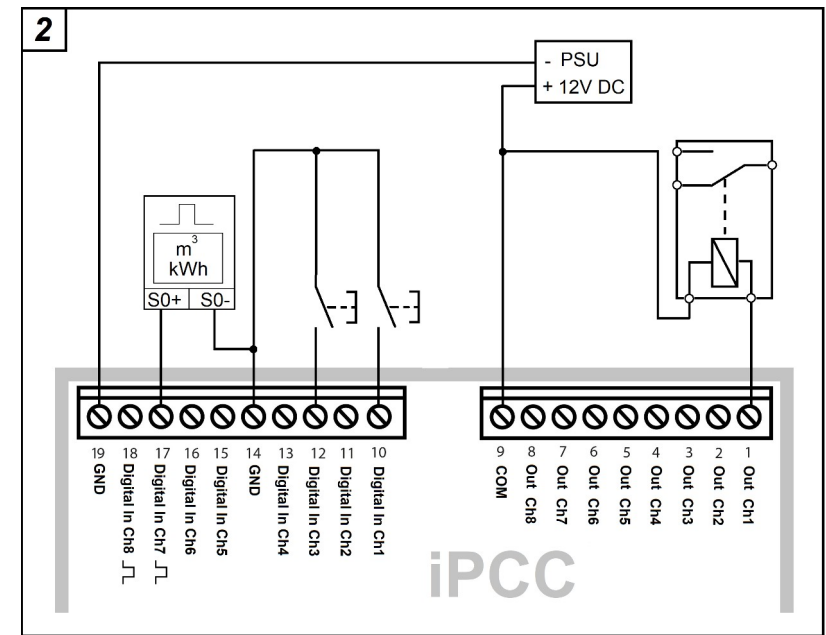 2
- PSU
+ 12V DC
m3
kWh
S0+ S0-
19 18 17 16 15 14 13 12 11 10
GND
Digital In Ch8
Digital In Ch7
Digital In Ch6
Digital In Ch5
GND
Digital In Ch4
Digital In Ch3
Digital In Ch2
Digital In Ch1
9 8 7 6 5 4 3 2 1
COM
Out Ch8
Out Ch7
Out Ch6
Out Ch5
Out Ch4
Out Ch3
Out Ch2
Out Ch1
iPCC